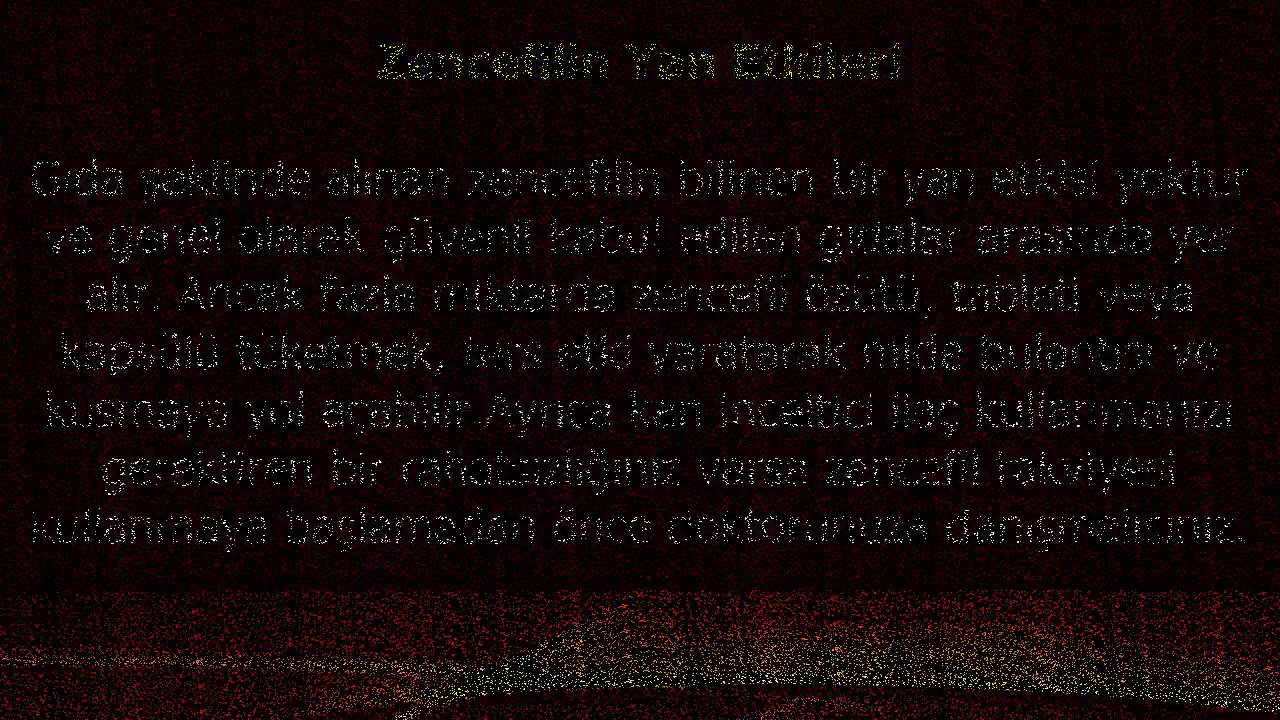 Zencefilin Yan Etkileri
Gıda şeklinde alınan zencefilin bilinen bir yan etkisi yoktur
ve genel olarak güvenli kabul edilen gıdalar arasında yer
alır. Ancak fazla miktarda zencefil özütü, tableti veya
kapsülü tüketmek, ters etki yaratarak mide bulantısı ve
kusmaya yol açabilir.Ayrıca kan inceltici ilaç kullanmanızı
gerektiren bir rahatsızlığınız varsa zencefil takviyesi
kullanmaya başlamadan önce doktorunuza danışmalısınız.